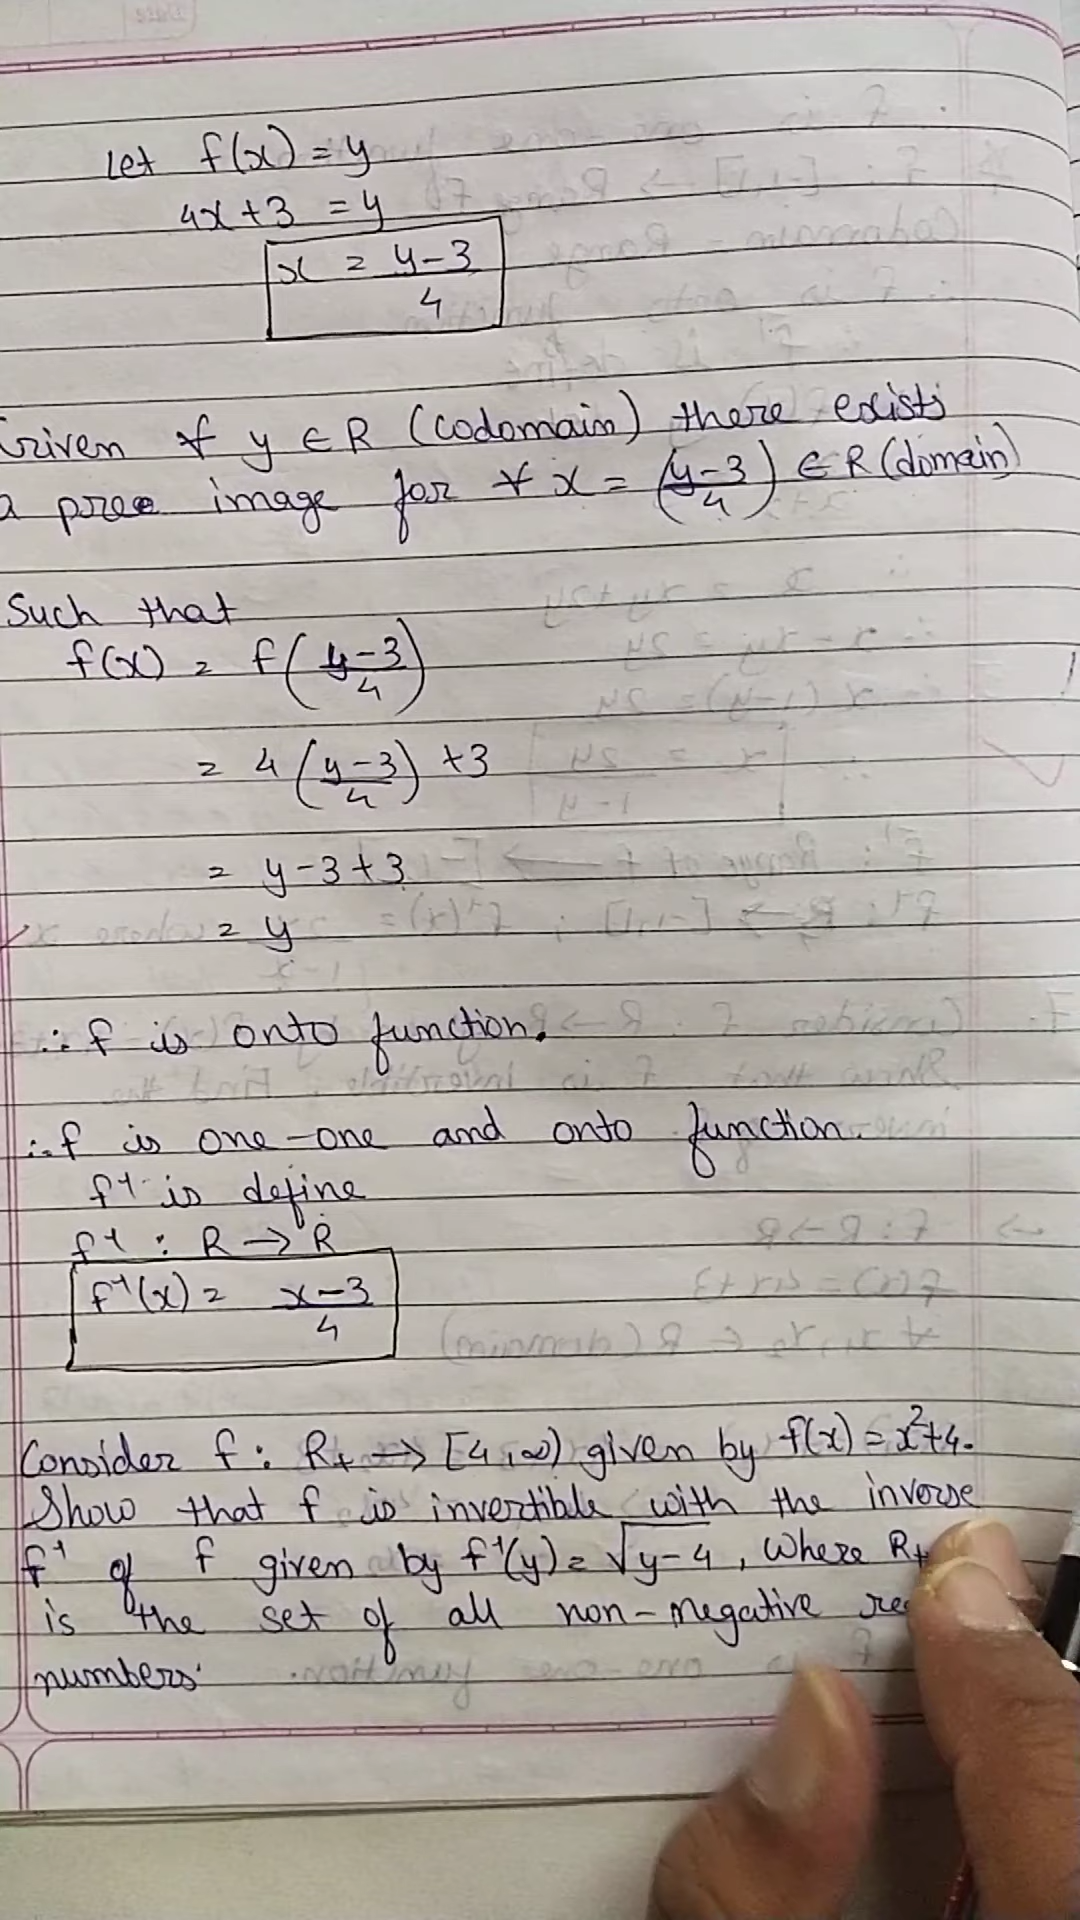 Let f(x) = y
4x + 3 = y
x = y-3
4
Given ∀ y ∈ R (codomain) there exists
a pree image for ∀ x = (y-3/4) ∈ R (domain)
Such that
f(x) = f(y-3/4)
= 4(y-3/4) + 3
= y-3+3
= y
∴ f is onto function.
∴ f is one-one and onto function.
f⁻¹ is define
f⁻¹ : R → R
f⁻¹(x) = x-3
4
Consider f : R₊ → [4,∞) given by f(x) = x²+4.
Show that f is invertible with the inverse
f⁻¹ of f given by f⁻¹(y) = √y-4, Where R₊
is the set of all non-negative
numbers.